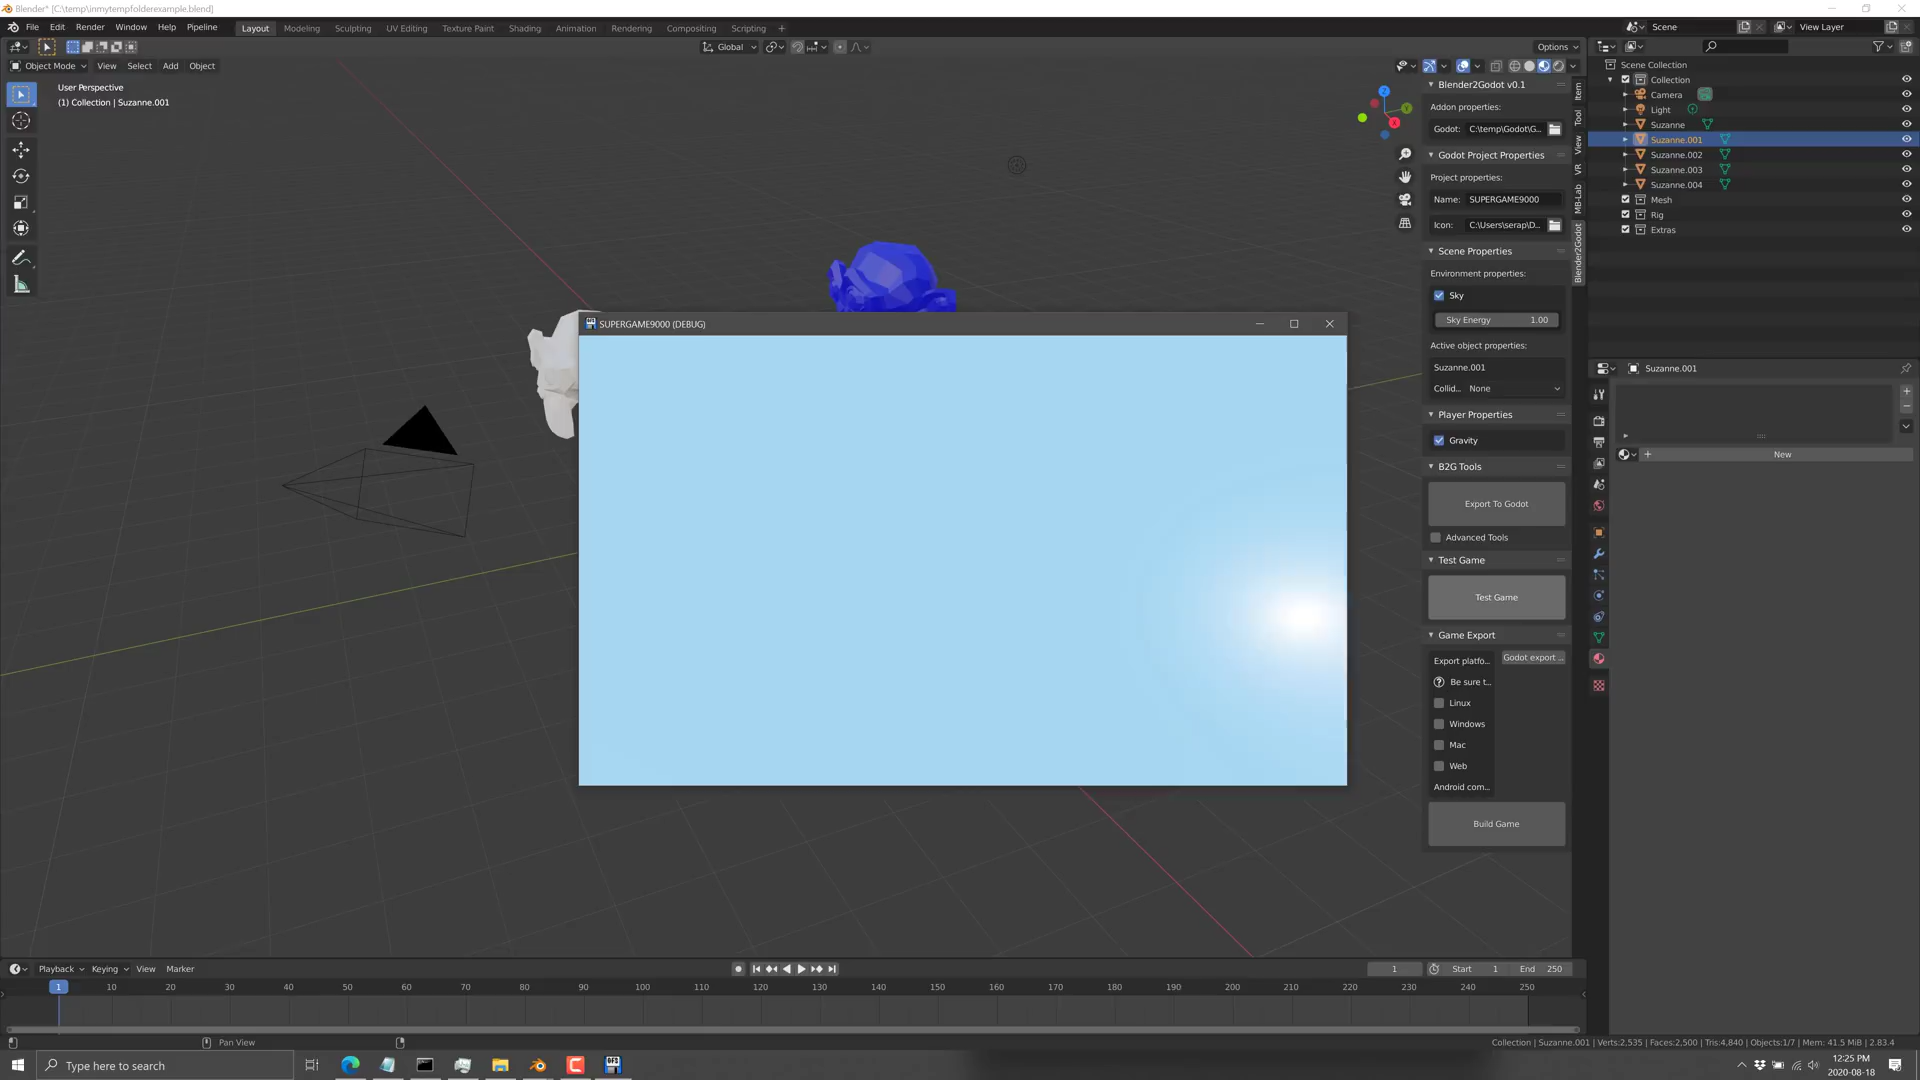 Blender* [C:\temp\inmytempfolderexample.blend]
File Edit Render Window Help Pipeline
Layout Modeling Sculpting UV Editing Texture Paint Shading Animation Rendering Compositing Scripting +
Scene
View Layer
Global
Options
Object Mode View Select Add Object
User Perspective
(1) Collection | Suzanne.001
Z
Y
X
Blender2Godot v0.1
Addon properties:
Godot: C:\temp\Godot\G...
Godot Project Properties
Project properties:
Name: SUPERGAME9000
Icon: C:\Users\serap\D...
Scene Properties
Environment properties:
Sky
Sky Energy 1.00
Active object properties:
Suzanne.001
Collid... None
Player Properties
Gravity
B2G Tools
Export To Godot
Advanced Tools
Test Game
Test Game
Game Export
Export platfo...
Godot export ...
Be sure t...
Linux
Windows
Mac
Web
Android com...
Build Game
Item
Tool
View
VR
MB-Lab
Blender2Godot
Scene Collection
Collection
Camera
Light
Suzanne
Suzanne.001
Suzanne.002
Suzanne.003
Suzanne.004
Mesh
Rig
Extras
Suzanne.001
New
SUPERGAME9000 (DEBUG)
Playback Keying View Marker
1
Start 1
End 250
1 10 20 30 40 50 60 70 80 90 100 110 120 130 140 150 160 170 180 190 200 210 220 230 240 250
Pan View
Collection | Suzanne.001 | Verts:2,535 | Faces:2,500 | Tris:4,840 | Objects:1/7 | Mem: 41.5 MiB | 2.83.4
Type here to search
12:25 PM
2020-08-18